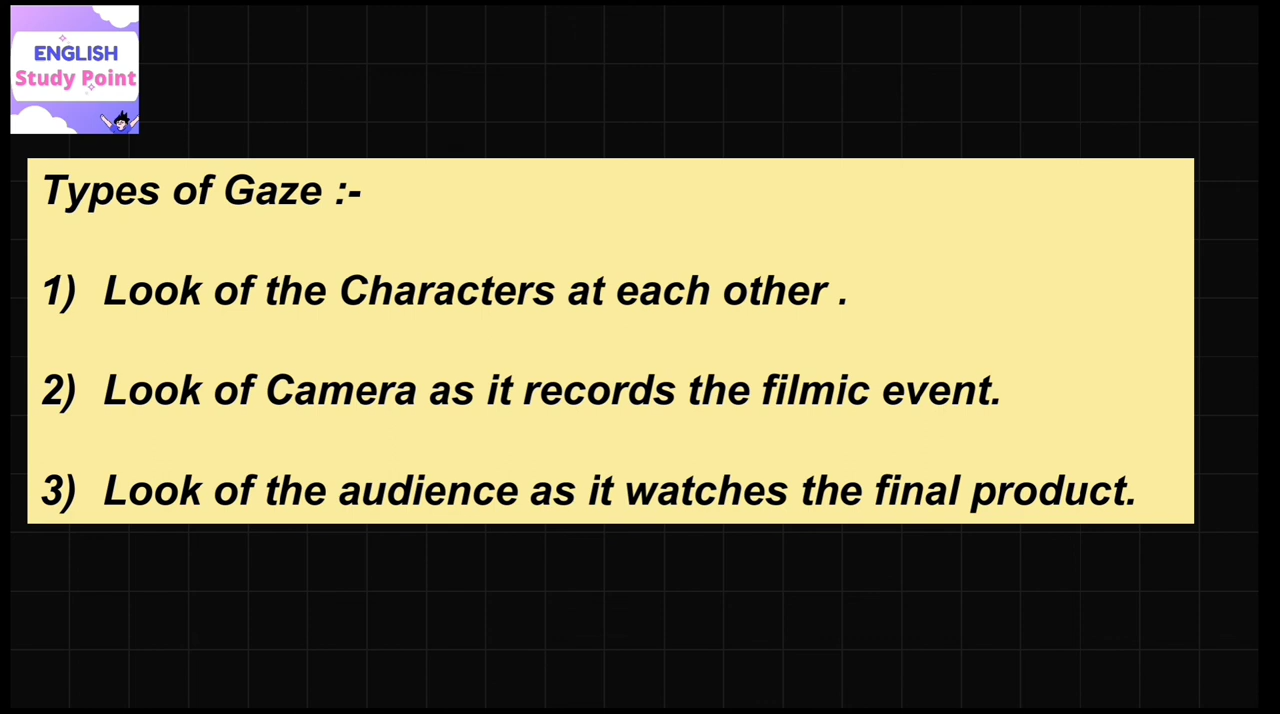 ENGLISH
Study Point
Types of Gaze :-
1) Look of the Characters at each other .
2) Look of Camera as it records the filmic event.
3) Look of the audience as it watches the final product.